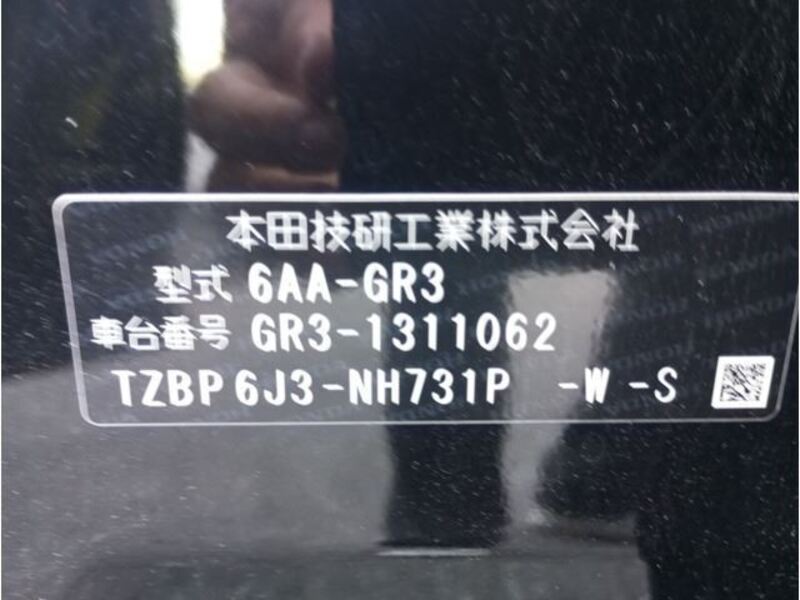 本田技研工業株式会社
型式 6AA-GR3
車台番号 GR3-1311062
TZBP6J3-NH731P -W-S